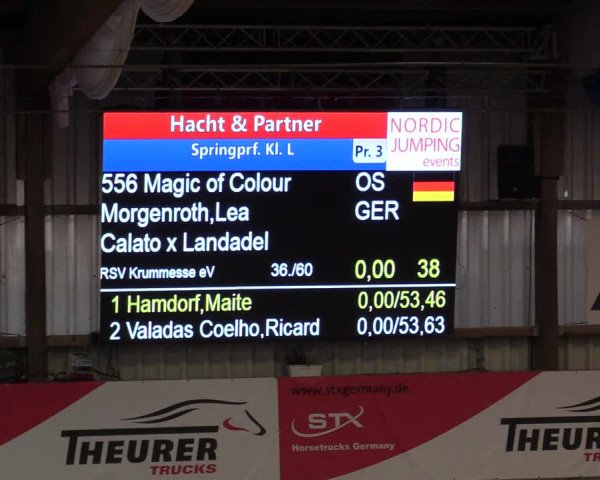 Hacht & Partner
Springprf. Kl. L
Pr. 3
NORDIC
JUMPING
events
556 Magic of Colour OS
Morgenroth,Lea GER
Calato x Landadel
RSV Krummesse eV 36./60 0,00 38
1 Hamdorf,Maite 0,00/53,46
2 Valadas Coelho,Ricard 0,00/53,63
www.stxgermany.de
STX
Horsetrucks Germany
THEURER
TRUCKS
THEUR
TRU